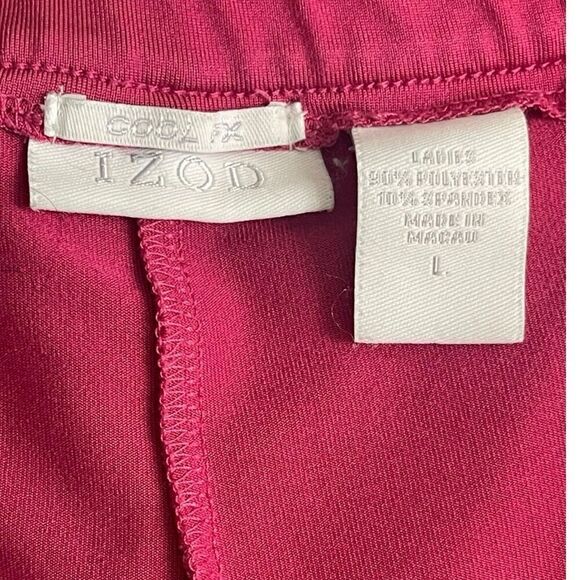 COOL FX
IZOD
LADIES
90% POLYESTER
10% SPANDEX
MADE IN
MACAU
L